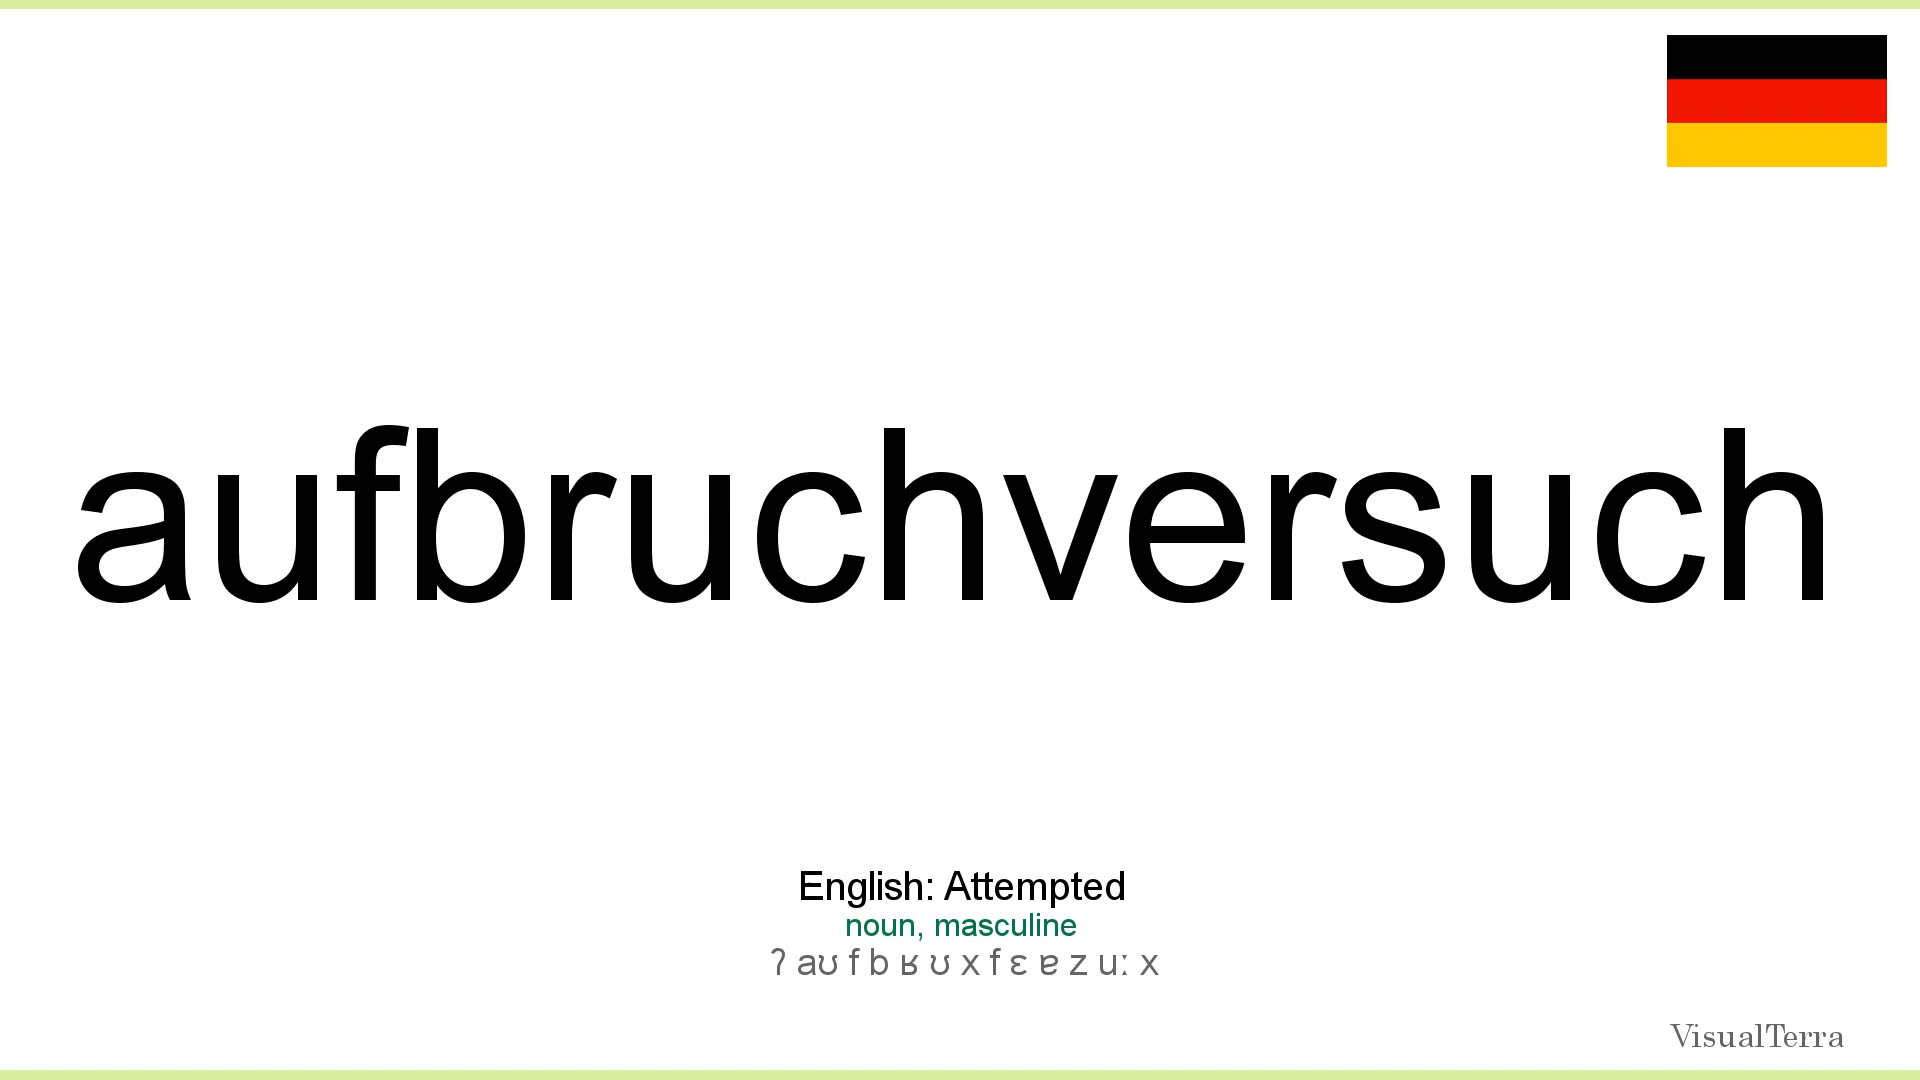 aufbruchversuch
English: Attempted
noun, masculine
ʔ aʊ f b ʁ ʊ x f ɛ ɐ z uː x
VisualTerra